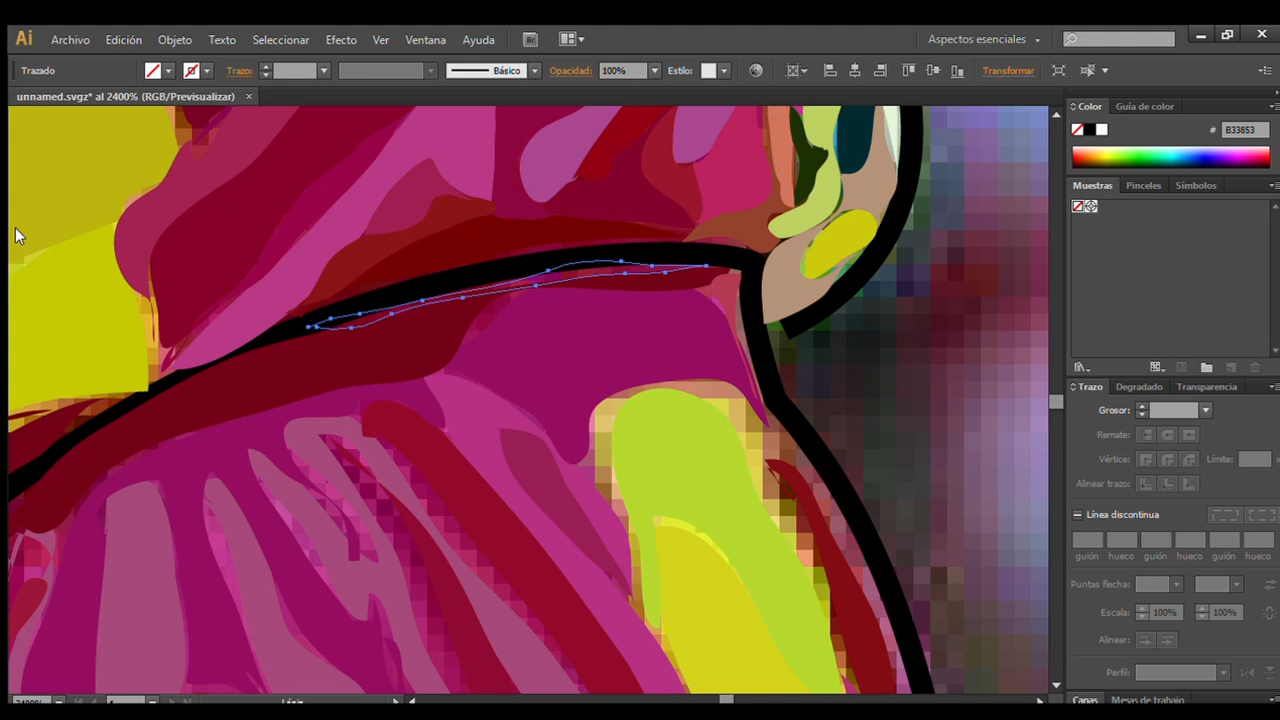 Ai Archivo Edición Objeto Texto Seleccionar Efecto Ver Ventana Ayuda Br Aspectos esenciales
Trazado Trazo: Básico Opacidad: 100% Estilo: Transformar
unnamed.svgz* al 2400% (RGB/Previsualizar) ×
Color Guía de color
# B33853
Muestras Pinceles Símbolos
Trazo Degradado Transparencia
Grosor:
Remate:
Vértice: Límite: x
Alinear trazo:
Línea discontinua
guión hueco guión hueco guión hueco
Puntas flecha:
Escala: 100% 100%
Alinear:
Perfil:
Capas Mesas de trabajo